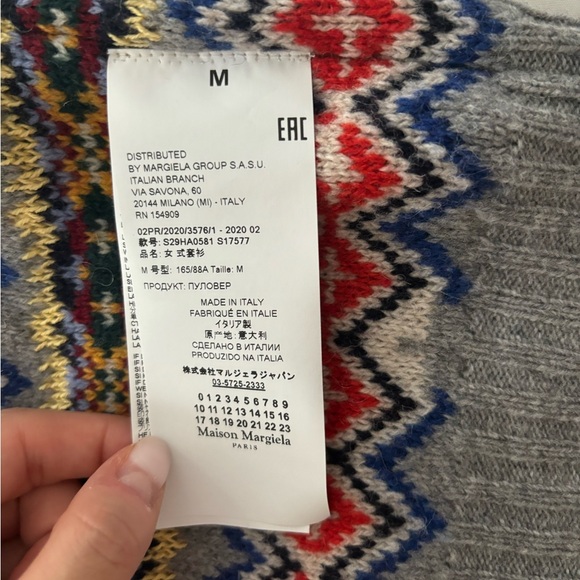 M
EAC
DISTRIBUTED
BY MARGIELA GROUP S.A.S.U.
ITALIAN BRANCH
VIA SAVONA, 60
20144 MILANO (MI) - ITALY
RN 154909
02PR/2020/3576/1 - 2020 02
款号: S29HA0581 S17577
品名: 女 式套衫
M 号型: 165/88A Taille: M
ПРОДУКТ: ПУЛОВЕР
MADE IN ITALY
FABRIQUÉ EN ITALIE
イタリア製
原产地: 意大利
СДЕЛАНО В ИТАЛИИ
PRODUZIDO NA ITALIA
株式会社マルジェラジャパン
03-5725-2333
0 1 2 3 4 5 6 7 8 9
10 11 12 13 14 15 16
17 18 19 20 21 22 23
Maison Margiela
PARIS